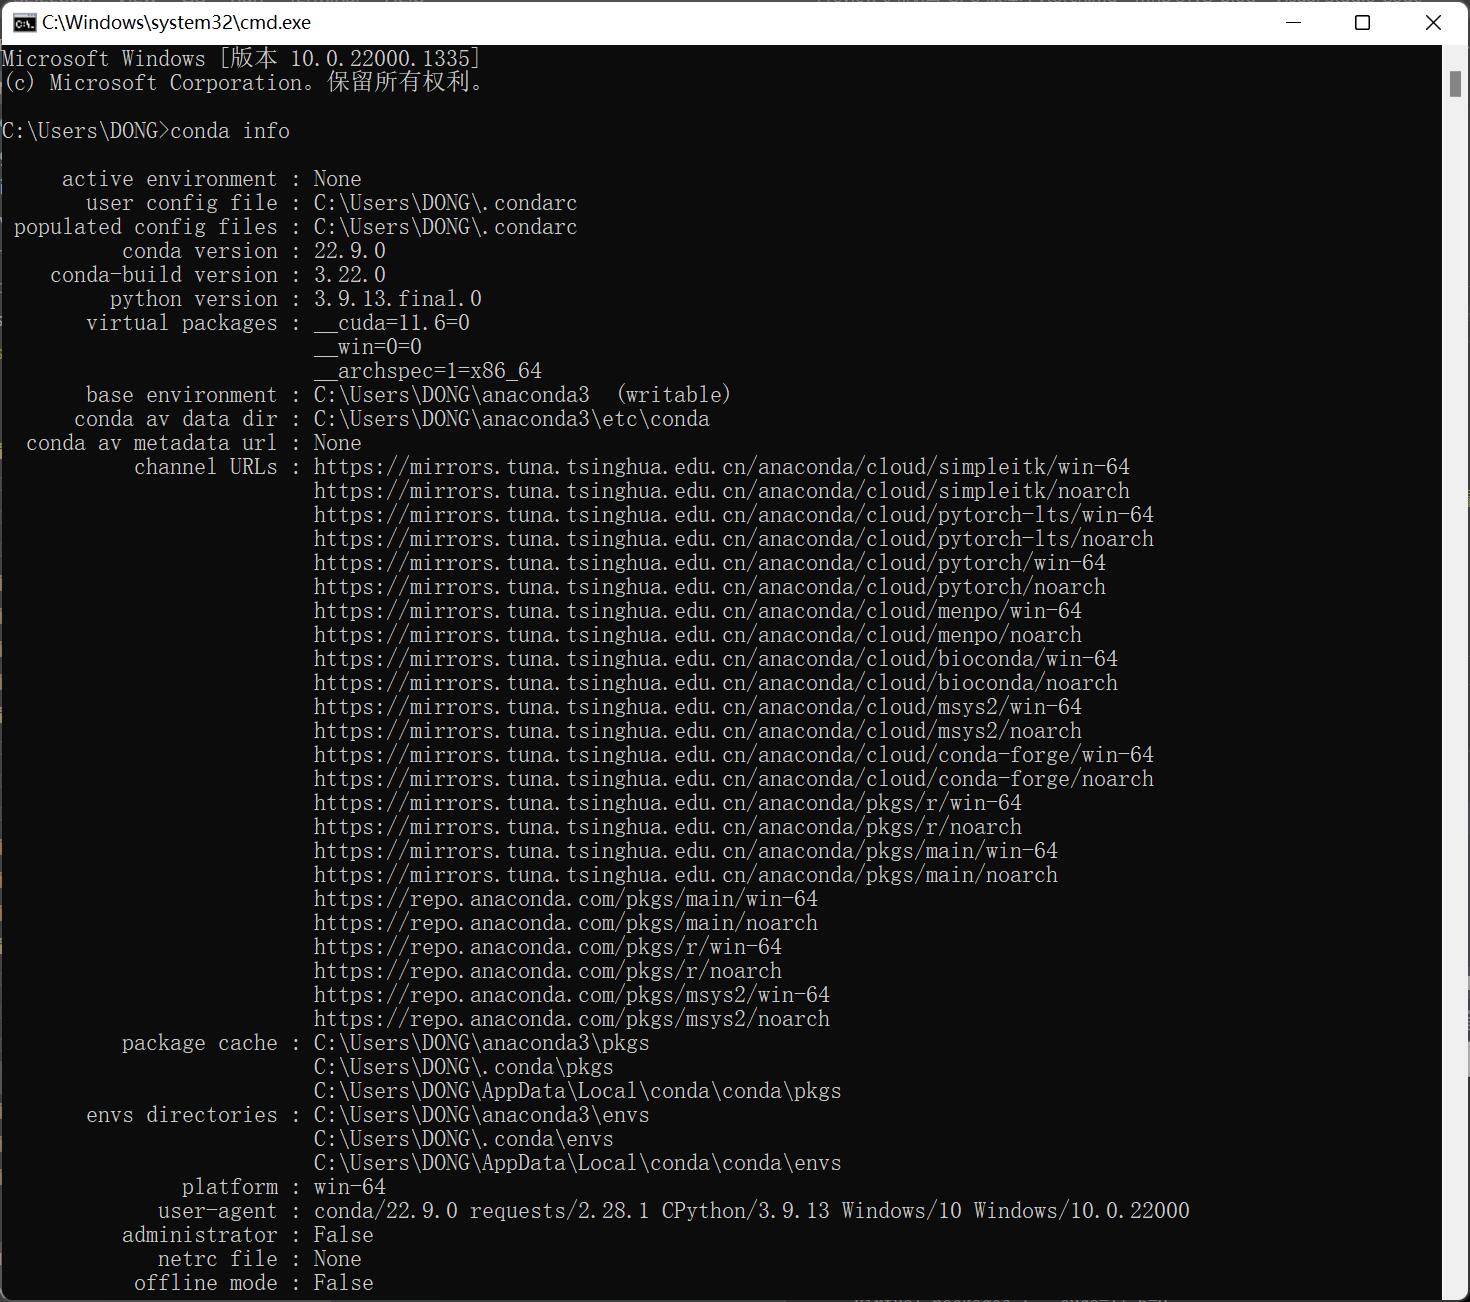 C:\Windows\system32\cmd.exe
Microsoft Windows [版本 10.0.22000.1335]
(c) Microsoft Corporation。保留所有权利。
C:\Users\DONG>conda info
active environment : None
user config file : C:\Users\DONG\.condarc
populated config files : C:\Users\DONG\.condarc
conda version : 22.9.0
conda-build version : 3.22.0
python version : 3.9.13.final.0
virtual packages : __cuda=11.6=0
__win=0=0
__archspec=1=x86_64
base environment : C:\Users\DONG\anaconda3  (writable)
conda av data dir : C:\Users\DONG\anaconda3\etc\conda
conda av metadata url : None
channel URLs : https://mirrors.tuna.tsinghua.edu.cn/anaconda/cloud/simpleitk/win-64
https://mirrors.tuna.tsinghua.edu.cn/anaconda/cloud/simpleitk/noarch
https://mirrors.tuna.tsinghua.edu.cn/anaconda/cloud/pytorch-lts/win-64
https://mirrors.tuna.tsinghua.edu.cn/anaconda/cloud/pytorch-lts/noarch
https://mirrors.tuna.tsinghua.edu.cn/anaconda/cloud/pytorch/win-64
https://mirrors.tuna.tsinghua.edu.cn/anaconda/cloud/pytorch/noarch
https://mirrors.tuna.tsinghua.edu.cn/anaconda/cloud/menpo/win-64
https://mirrors.tuna.tsinghua.edu.cn/anaconda/cloud/menpo/noarch
https://mirrors.tuna.tsinghua.edu.cn/anaconda/cloud/bioconda/win-64
https://mirrors.tuna.tsinghua.edu.cn/anaconda/cloud/bioconda/noarch
https://mirrors.tuna.tsinghua.edu.cn/anaconda/cloud/msys2/win-64
https://mirrors.tuna.tsinghua.edu.cn/anaconda/cloud/msys2/noarch
https://mirrors.tuna.tsinghua.edu.cn/anaconda/cloud/conda-forge/win-64
https://mirrors.tuna.tsinghua.edu.cn/anaconda/cloud/conda-forge/noarch
https://mirrors.tuna.tsinghua.edu.cn/anaconda/pkgs/r/win-64
https://mirrors.tuna.tsinghua.edu.cn/anaconda/pkgs/r/noarch
https://mirrors.tuna.tsinghua.edu.cn/anaconda/pkgs/main/win-64
https://mirrors.tuna.tsinghua.edu.cn/anaconda/pkgs/main/noarch
https://repo.anaconda.com/pkgs/main/win-64
https://repo.anaconda.com/pkgs/main/noarch
https://repo.anaconda.com/pkgs/r/win-64
https://repo.anaconda.com/pkgs/r/noarch
https://repo.anaconda.com/pkgs/msys2/win-64
https://repo.anaconda.com/pkgs/msys2/noarch
package cache : C:\Users\DONG\anaconda3\pkgs
C:\Users\DONG\.conda\pkgs
C:\Users\DONG\AppData\Local\conda\conda\pkgs
envs directories : C:\Users\DONG\anaconda3\envs
C:\Users\DONG\.conda\envs
C:\Users\DONG\AppData\Local\conda\conda\envs
platform : win-64
user-agent : conda/22.9.0 requests/2.28.1 CPython/3.9.13 Windows/10 Windows/10.0.22000
administrator : False
netrc file : None
offline mode : False